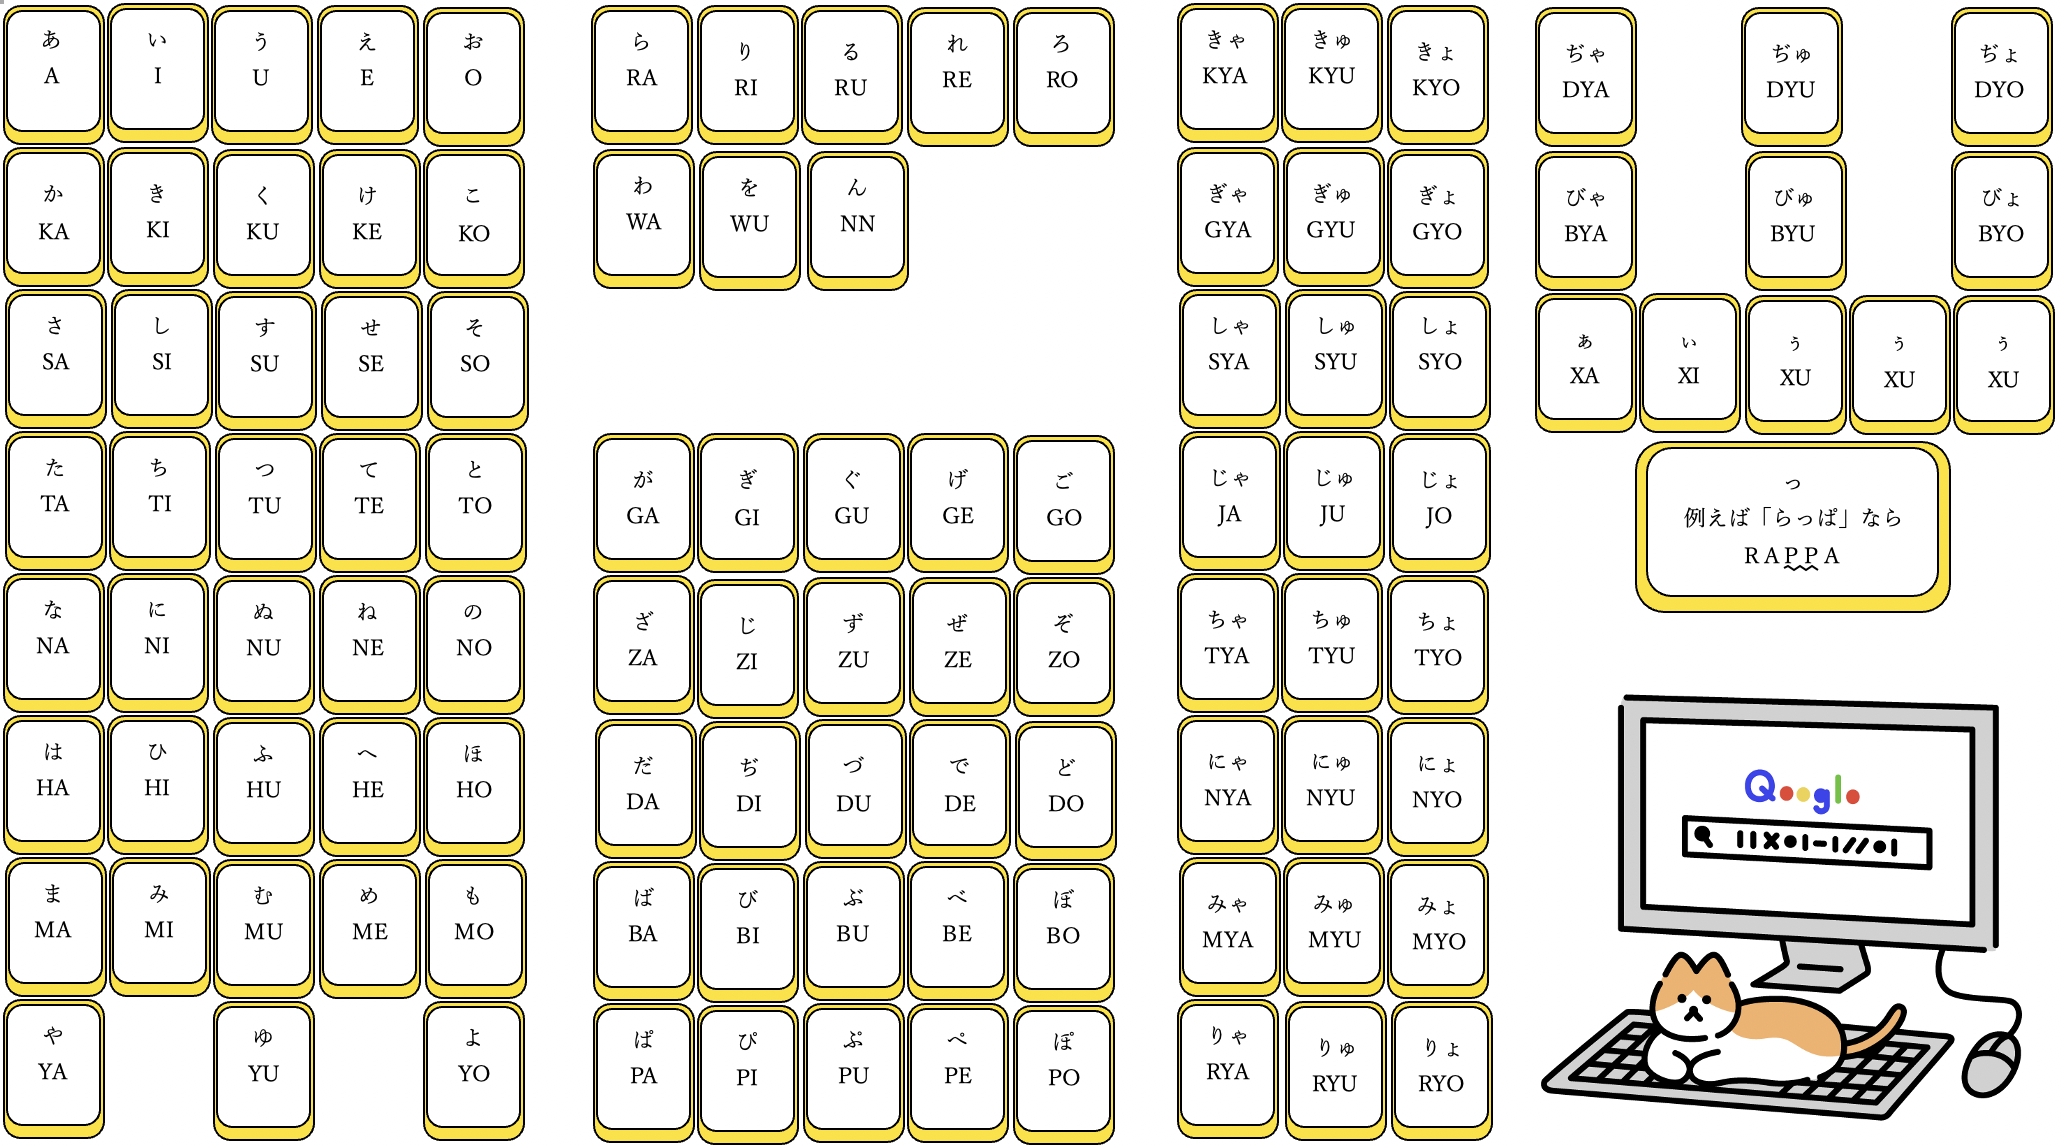 あ い う え お
A I U E O
か き く け こ
KA KI KU KE KO
さ し す せ そ
SA SI SU SE SO
た ち つ て と
TA TI TU TE TO
な に ぬ ね の
NA NI NU NE NO
は ひ ふ へ ほ
HA HI HU HE HO
ま み む め も
MA MI MU ME MO
や ゆ よ
YA YU YO
ら り る れ ろ
RA RI RU RE RO
わ を ん
WA WU NN
が ぎ ぐ げ ご
GA GI GU GE GO
ざ じ ず ぜ ぞ
ZA ZI ZU ZE ZO
だ ぢ づ で ど
DA DI DU DE DO
ば び ぶ べ ぼ
BA BI BU BE BO
ぱ ぴ ぷ ぺ ぽ
PA PI PU PE PO
きゃ きゅ きょ
KYA KYU KYO
ぎゃ ぎゅ ぎょ
GYA GYU GYO
しゃ しゅ しょ
SYA SYU SYO
じゃ じゅ じょ
JA JU JO
ちゃ ちゅ ちょ
TYA TYU TYO
にゃ にゅ にょ
NYA NYU NYO
みゃ みゅ みょ
MYA MYU MYO
りゃ りゅ りょ
RYA RYU RYO
ぢゃ ぢゅ ぢょ
DYA DYU DYO
びゃ びゅ びょ
BYA BYU BYO
ぁ ぃ ぅ ぅ ぅ
XA XI XU XU XU
っ
例えば「らっぱ」なら
RAPPA
Qooglo